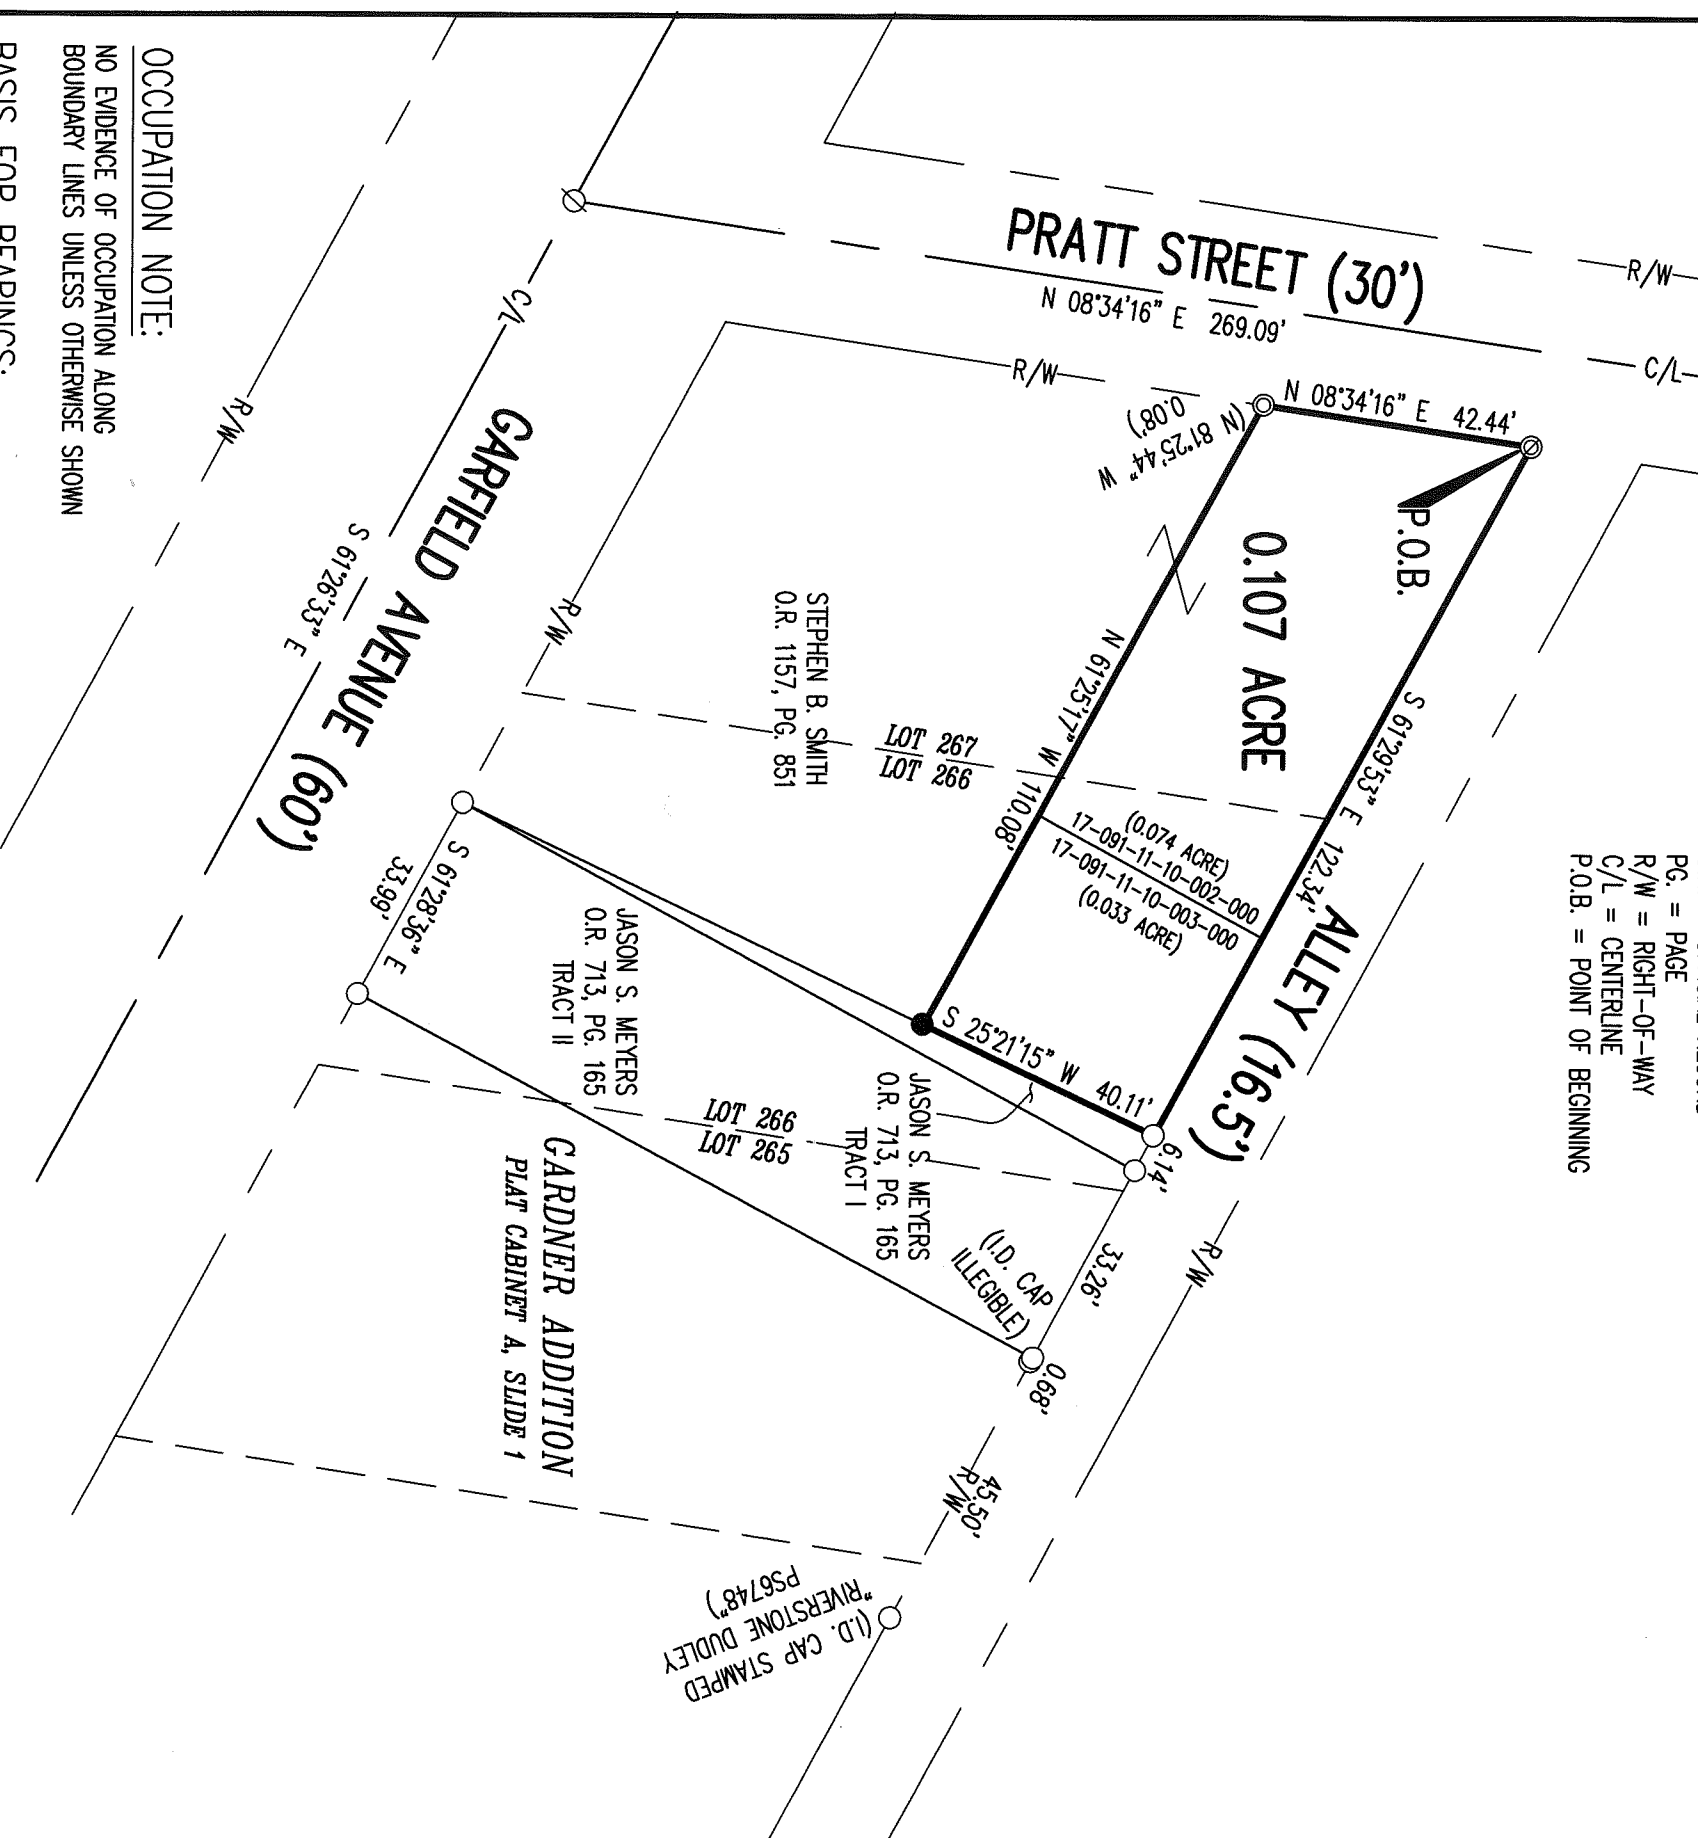 PG. = PAGE
R/W = RIGHT-OF-WAY
C/L = CENTERLINE
P.O.B. = POINT OF BEGINNING
R/W
C/L
PRATT STREET (30')
N 08°34'16" E 269.09'
R/W
N 08°34'16" E 42.44'
P.O.B.
(N 81°25'44" W
0.08')
0.107 ACRE
S 61°29'53" E 122.34'
ALLEY (16.5')
N 61°25'17" W 110.08'
(0.074 ACRE)
17-091-11-10-002-000
17-091-11-10-003-000
(0.033 ACRE)
LOT 267
LOT 266
STEPHEN B. SMITH
O.R. 1157, PG. 851
S 25°21'15" W 40.11'
6.14'
33.26'
(I.D. CAP
ILLEGIBLE)
0.68'
R/W
45.50'
R/W
JASON S. MEYERS
O.R. 713, PG. 165
TRACT I
JASON S. MEYERS
O.R. 713, PG. 165
TRACT II
LOT 266
LOT 265
S 61°28'36" E
33.99'
GARDNER ADDITION
PLAT CABINET A, SLIDE 1
(I.D. CAP STAMPED
"RIVERSTONE DUDLEY
PS6748")
R/W
C/L
GARFIELD AVENUE (60')
S 61°26'33" E
R/W
OCCUPATION NOTE:
NO EVIDENCE OF OCCUPATION ALONG
BOUNDARY LINES UNLESS OTHERWISE SHOWN
BASIS FOR BEARINGS: